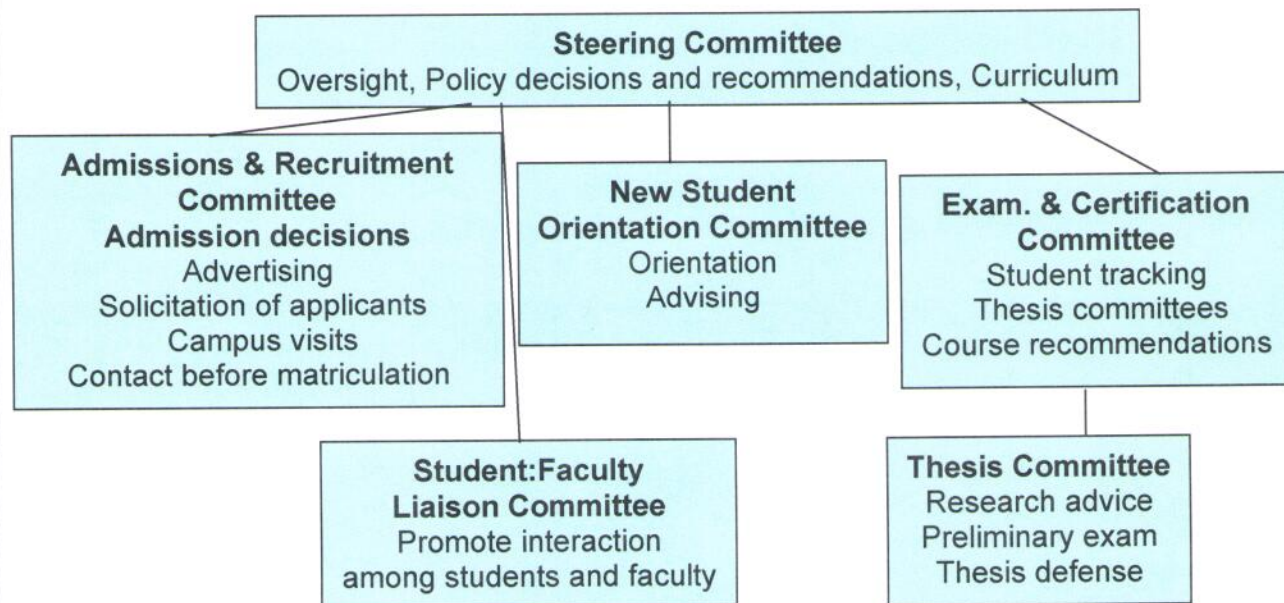 Steering Committee
Oversight, Policy decisions and recommendations, Curriculum
Admissions & Recruitment
Committee
Admission decisions
Advertising
Solicitation of applicants
Campus visits
Contact before matriculation
New Student
Orientation Committee
Orientation
Advising
Exam. & Certification
Committee
Student tracking
Thesis committees
Course recommendations
Student:Faculty
Liaison Committee
Promote interaction
among students and faculty
Thesis Committee
Research advice
Preliminary exam
Thesis defense